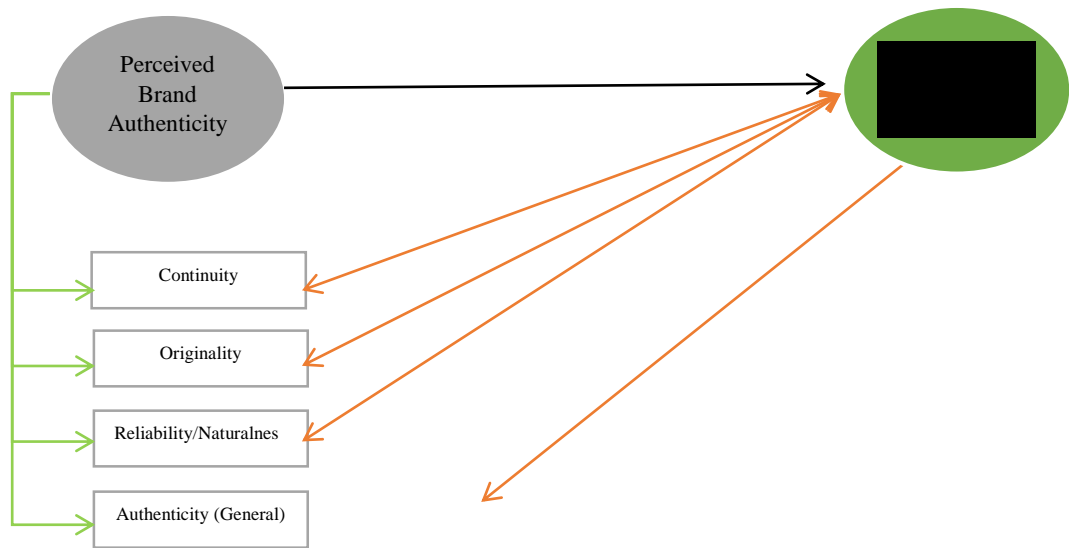 Perceived
Brand
Authenticity
Continuity
Originality
Reliability/Naturalnes
Authenticity (General)